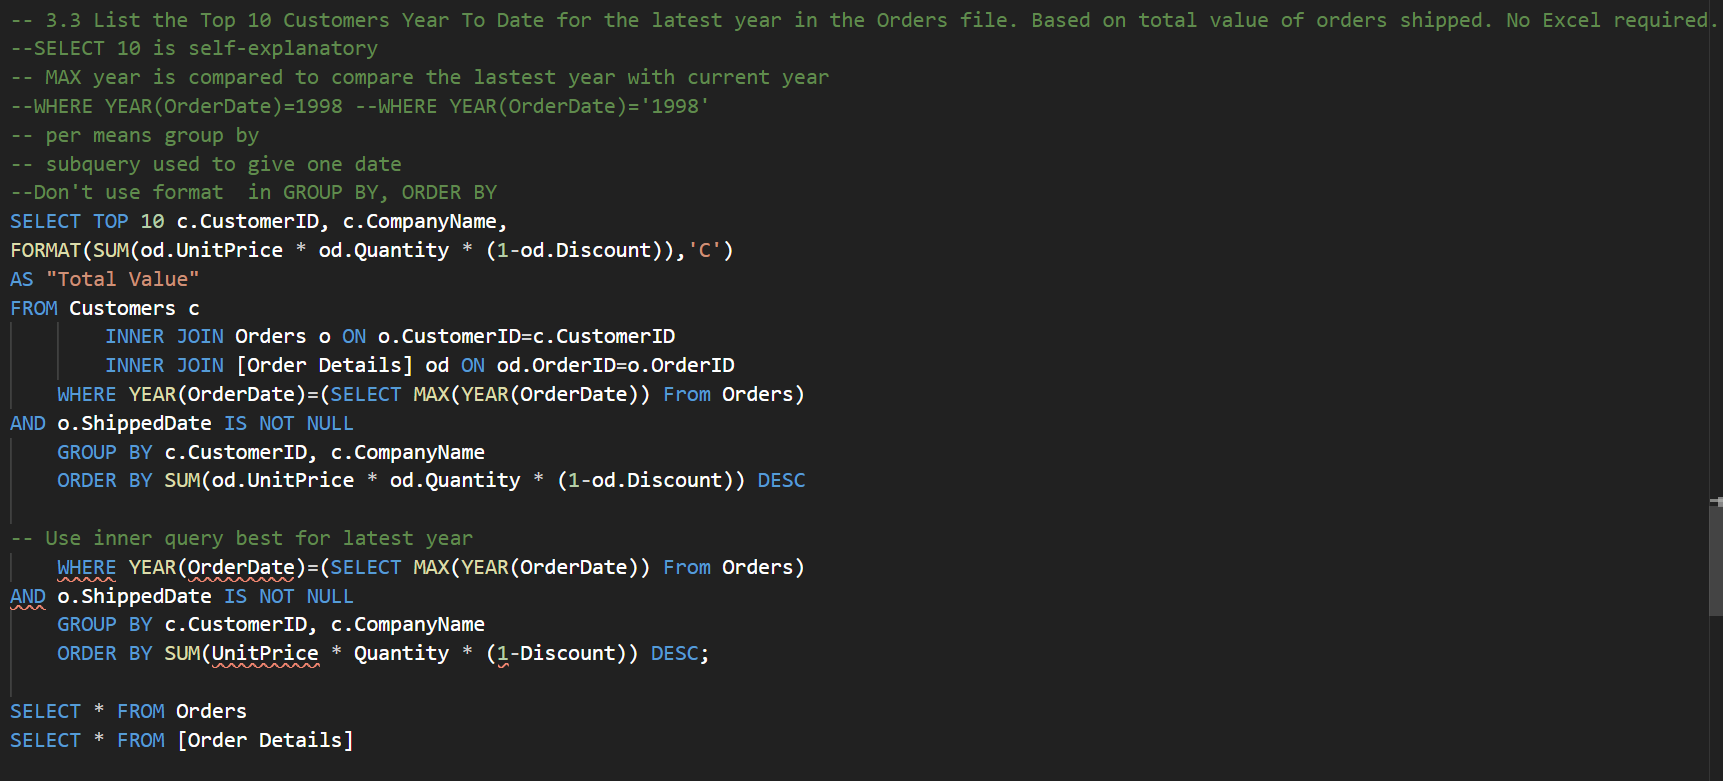 -- 3.3 List the Top 10 Customers Year To Date for the latest year in the Orders file. Based on total value of orders shipped. No Excel required.
--SELECT 10 is self-explanatory
-- MAX year is compared to compare the lastest year with current year
--WHERE YEAR(OrderDate)=1998 --WHERE YEAR(OrderDate)='1998'
-- per means group by
-- subquery used to give one date
--Don't use format  in GROUP BY, ORDER BY
SELECT TOP 10 c.CustomerID, c.CompanyName,
FORMAT(SUM(od.UnitPrice * od.Quantity * (1-od.Discount)),'C')
AS "Total Value"
FROM Customers c
INNER JOIN Orders o ON o.CustomerID=c.CustomerID
INNER JOIN [Order Details] od ON od.OrderID=o.OrderID
WHERE YEAR(OrderDate)=(SELECT MAX(YEAR(OrderDate)) From Orders)
AND o.ShippedDate IS NOT NULL
GROUP BY c.CustomerID, c.CompanyName
ORDER BY SUM(od.UnitPrice * od.Quantity * (1-od.Discount)) DESC
-- Use inner query best for latest year
WHERE YEAR(OrderDate)=(SELECT MAX(YEAR(OrderDate)) From Orders)
AND o.ShippedDate IS NOT NULL
GROUP BY c.CustomerID, c.CompanyName
ORDER BY SUM(UnitPrice * Quantity * (1-Discount)) DESC;
SELECT * FROM Orders
SELECT * FROM [Order Details]